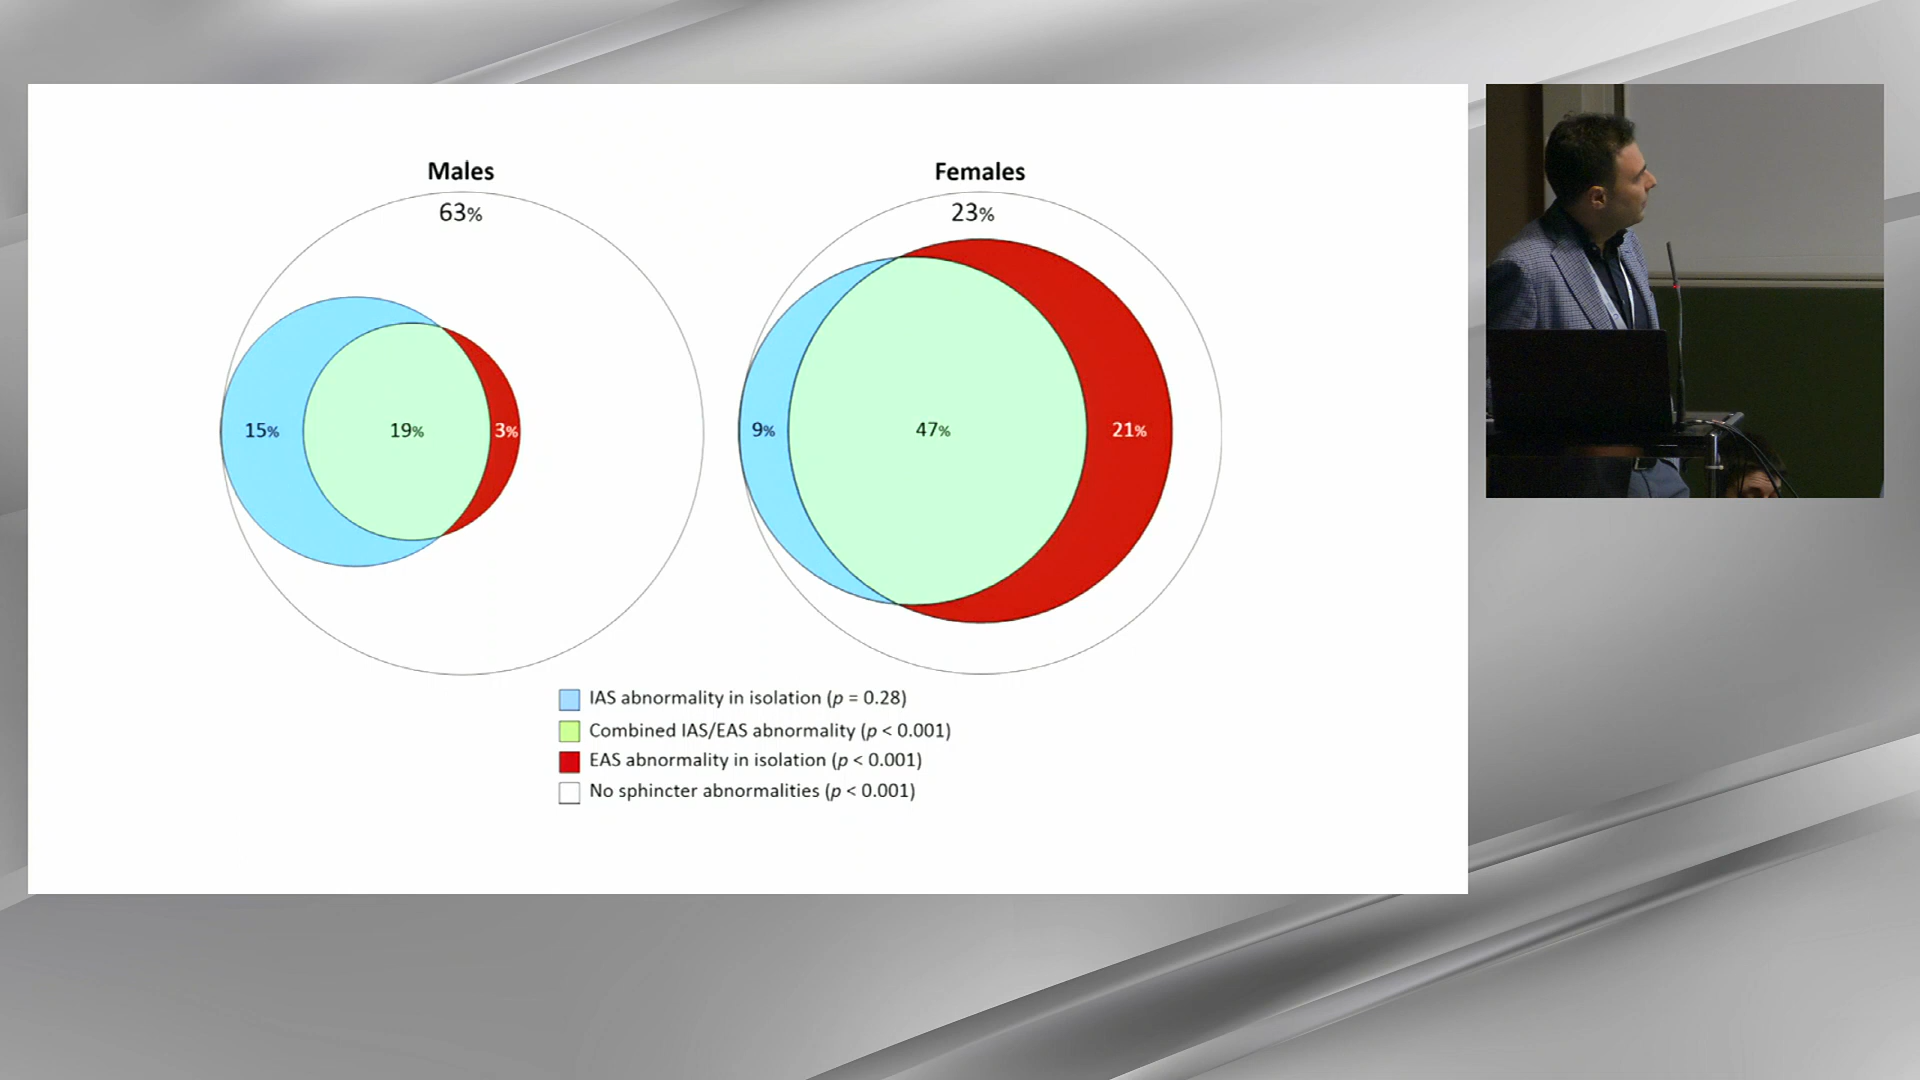 Males
63%
15%
19%
3%
Females
23%
9%
47%
21%
IAS abnormality in isolation (p = 0.28)
Combined IAS/EAS abnormality (p < 0.001)
EAS abnormality in isolation (p < 0.001)
No sphincter abnormalities (p < 0.001)